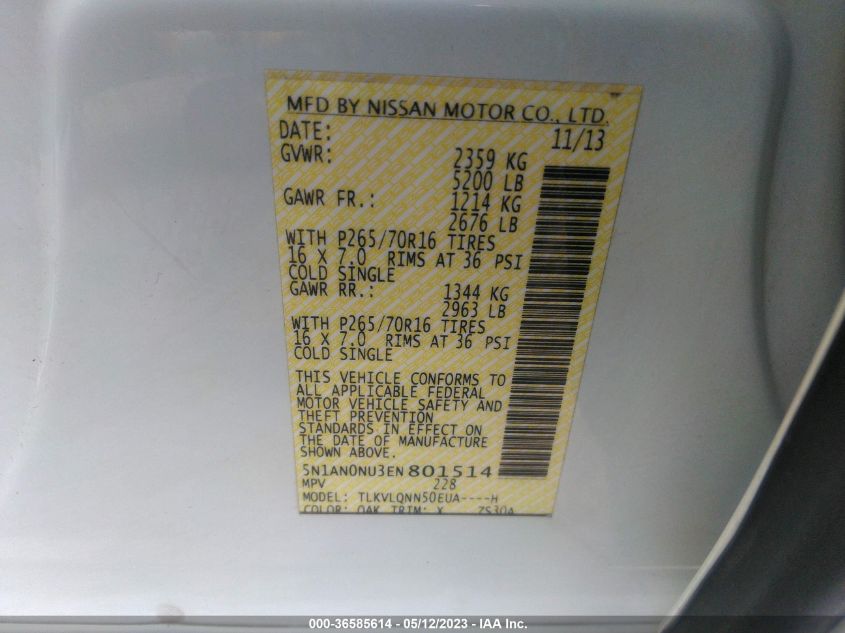 MFD BY NISSAN MOTOR CO., LTD.
DATE: 11/13
GVWR: 2359 KG
5200 LB
GAWR FR.: 1214 KG
2676 LB
WITH P265/70R16 TIRES
16 X 7.0 RIMS AT 36 PSI
COLD SINGLE
GAWR RR.: 1344 KG
2963 LB
WITH P265/70R16 TIRES
16 X 7.0 RIMS AT 36 PSI
COLD SINGLE
THIS VEHICLE CONFORMS TO
ALL APPLICABLE FEDERAL
MOTOR VEHICLE SAFETY AND
THEFT PREVENTION
STANDARDS IN EFFECT ON
THE DATE OF MANUFACTURE
SHOWN ABOVE.
5N1AN0NU3EN801514
MPV 228
MODEL: TLKVLQNN50EUA----H
COLOR: QAK TRIM: X ZS30A
000-36585614 - 05/12/2023 - IAA Inc.